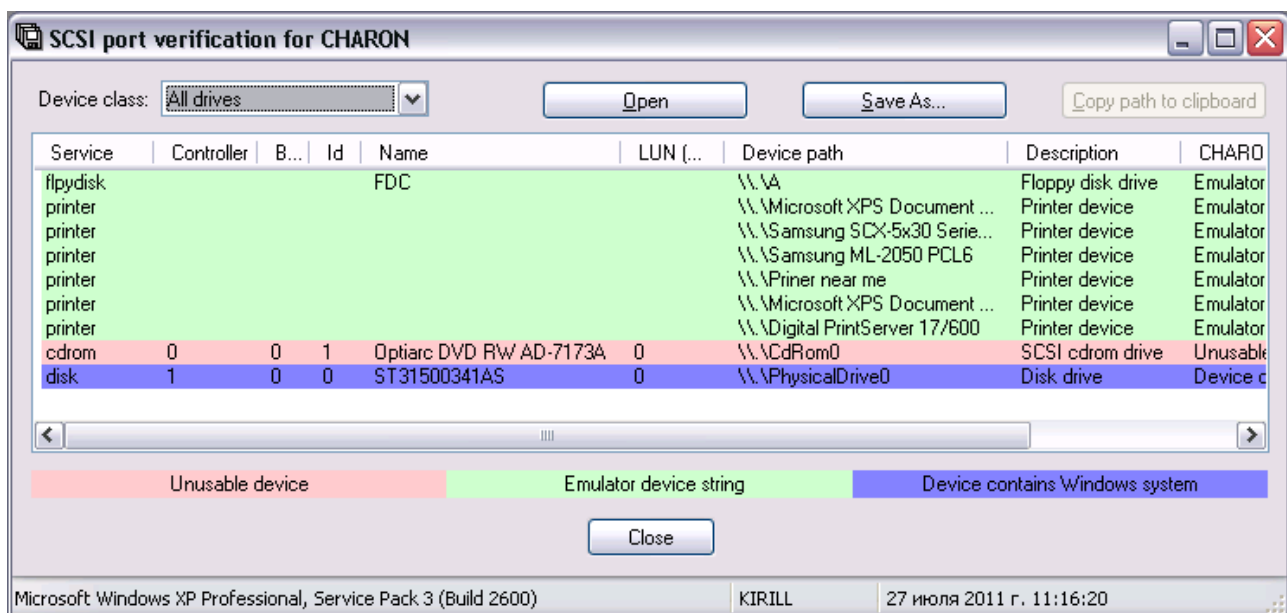 SCSI port verification for CHARON
Device class: All drives Open Save As... Copy path to clipboard
Service Controller B... Id Name LUN (... Device path Description CHARO
flpydisk FDC \\.\A Floppy disk drive Emulator
printer \\.\Microsoft XPS Document ... Printer device Emulator
printer \\.\Samsung SCX-5x30 Serie... Printer device Emulator
printer \\.\Samsung ML-2050 PCL6 Printer device Emulator
printer \\.\Priner near me Printer device Emulator
printer \\.\Microsoft XPS Document ... Printer device Emulator
printer \\.\Digital PrintServer 17/600 Printer device Emulator
cdrom 0 0 1 Optiarc DVD RW AD-7173A 0 \\.\CdRom0 SCSI cdrom drive Unusable
disk 1 0 0 ST31500341AS 0 \\.\PhysicalDrive0 Disk drive Device c
Unusable device Emulator device string Device contains Windows system
Close
Microsoft Windows XP Professional, Service Pack 3 (Build 2600) KIRILL 27 июля 2011 г. 11:16:20